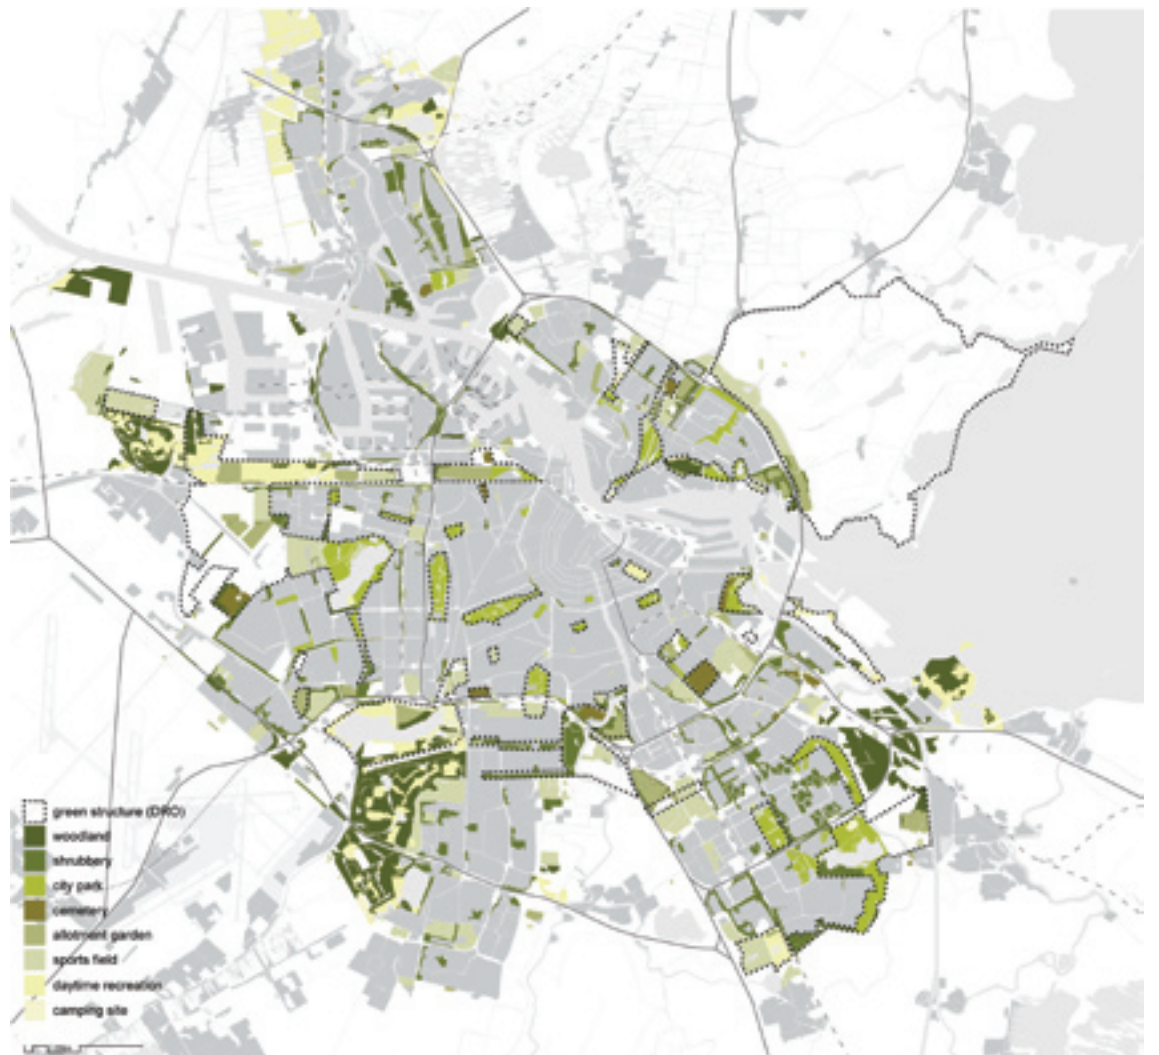 green structure (DRO)
woodland
shrubbery
city park
cemetery
allotment garden
sports field
daytime recreation
camping site